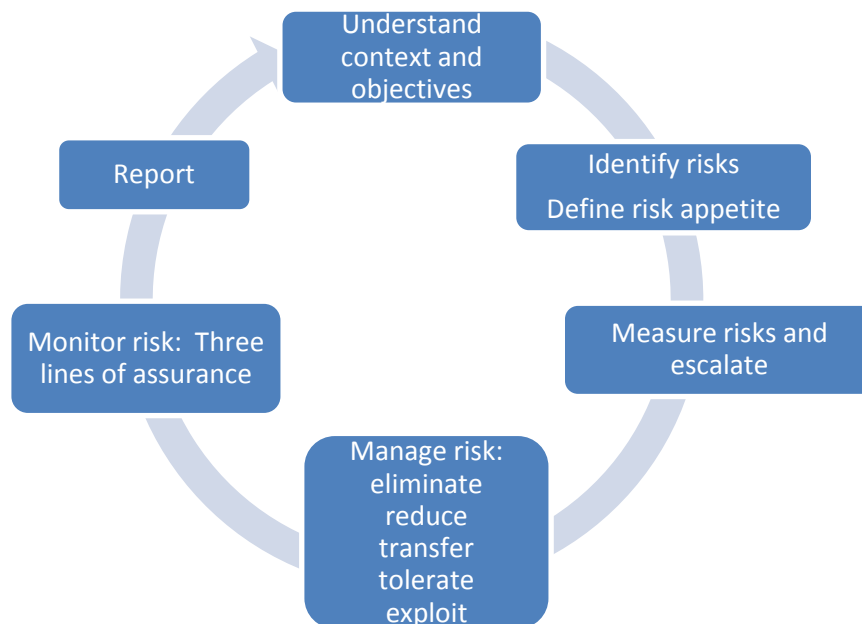 Understand
context and
objectives
Identify risks
Define risk appetite
Measure risks and
escalate
Manage risk:
eliminate
reduce
transfer
tolerate
exploit
Monitor risk:  Three
lines of assurance
Report